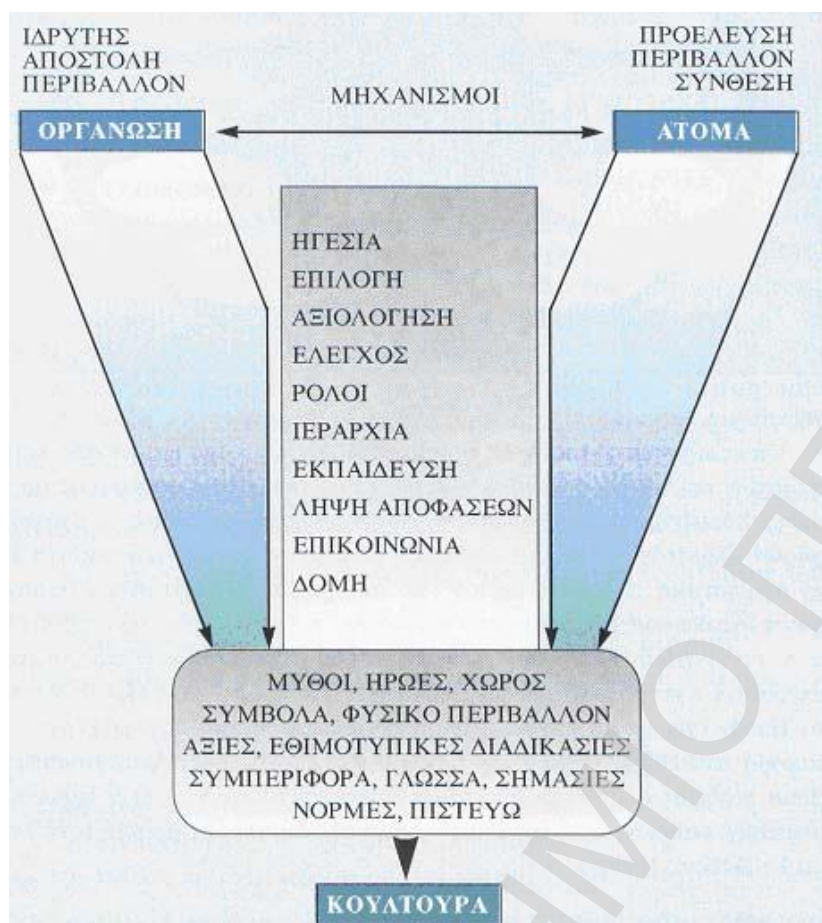 ΙΔΡΥΤΗΣ
ΑΠΟΣΤΟΛΗ
ΠΕΡΙΒΑΛΛΟΝ
ΠΡΟΕΛΕΥΣΗ
ΠΕΡΙΒΑΛΛΟΝ
ΣΥΝΘΕΣΗ
ΜΗΧΑΝΙΣΜΟΙ
ΟΡΓΑΝΩΣΗ
ΑΤΟΜΑ
ΗΓΕΣΙΑ
ΕΠΙΛΟΓΗ
ΑΞΙΟΛΟΓΗΣΗ
ΕΛΕΓΧΟΣ
ΡΟΛΟΙ
ΙΕΡΑΡΧΙΑ
ΕΚΠΑΙΔΕΥΣΗ
ΛΗΨΗ ΑΠΟΦΑΣΕΩΝ
ΕΠΙΚΟΙΝΩΝΙΑ
ΔΟΜΗ
ΜΥΘΟΙ, ΗΡΩΕΣ, ΧΩΡΟΣ
ΣΥΜΒΟΛΑ, ΦΥΣΙΚΟ ΠΕΡΙΒΑΛΛΟΝ
ΑΞΙΕΣ, ΕΘΙΜΟΤΥΠΙΚΕΣ ΔΙΑΔΙΚΑΣΙΕΣ
ΣΥΜΠΕΡΙΦΟΡΑ, ΓΛΩΣΣΑ, ΣΗΜΑΣΙΕΣ
ΝΟΡΜΕΣ, ΠΙΣΤΕΥΩ
ΚΟΥΛΤΟΥΡΑ